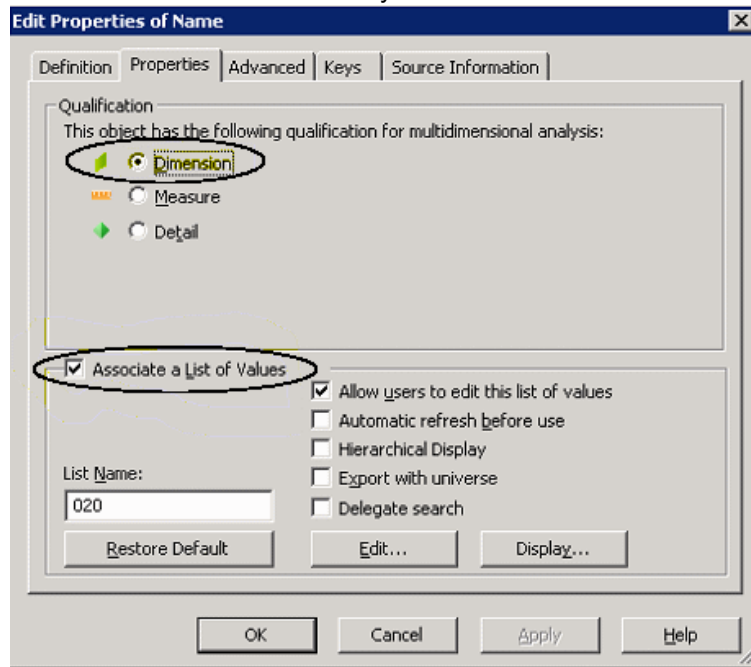 Edit Properties of Name
Definition Properties Advanced Keys Source Information
Qualification
This object has the following qualification for multidimensional analysis:
Dimension
Measure
Detail
Associate a List of Values
Allow users to edit this list of values
Automatic refresh before use
Hierarchical Display
Export with universe
Delegate search
List Name:
020
Restore Default Edit... Display...
OK Cancel Apply Help